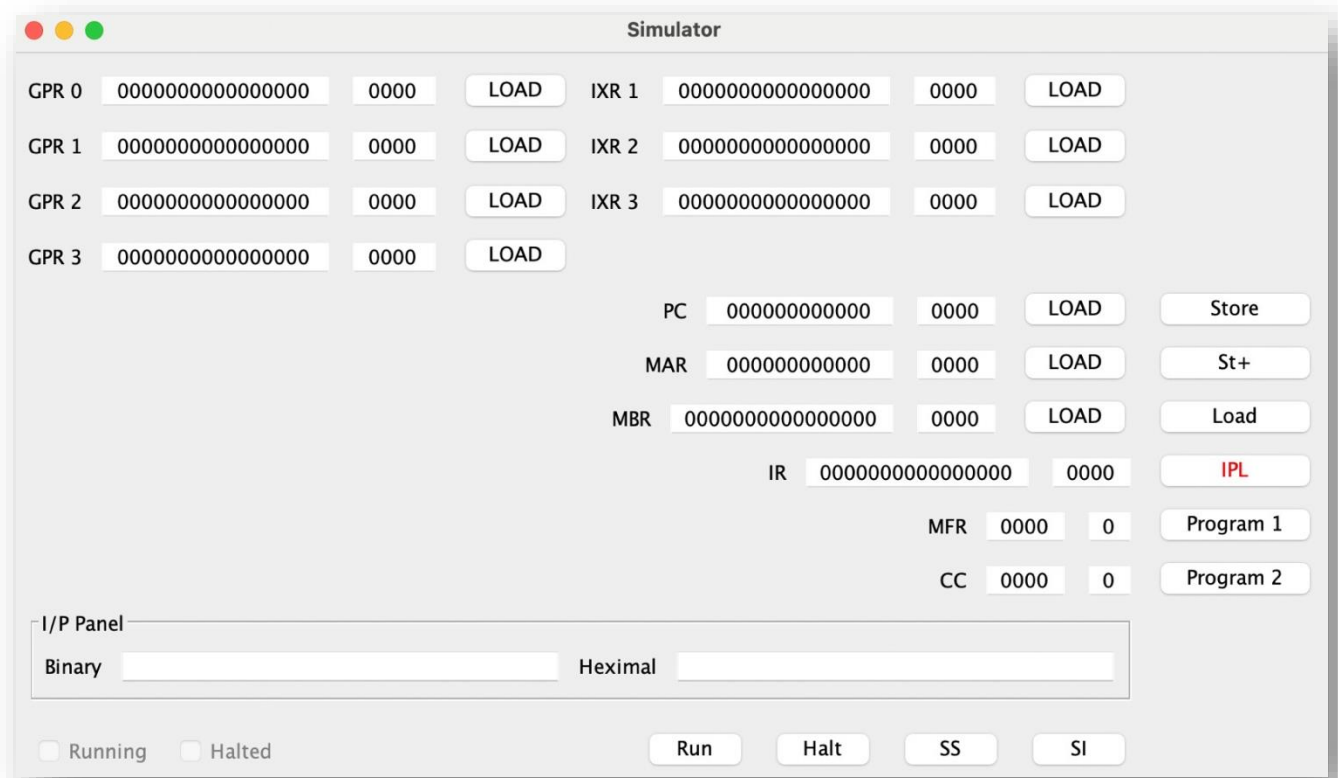 Simulator
GPR 0 0000000000000000 0000 LOAD IXR 1 0000000000000000 0000 LOAD
GPR 1 0000000000000000 0000 LOAD IXR 2 0000000000000000 0000 LOAD
GPR 2 0000000000000000 0000 LOAD IXR 3 0000000000000000 0000 LOAD
GPR 3 0000000000000000 0000 LOAD
PC 000000000000 0000 LOAD Store
MAR 000000000000 0000 LOAD St+
MBR 0000000000000000 0000 LOAD Load
IR 0000000000000000 0000 IPL
MFR 0000 0 Program 1
CC 0000 0 Program 2
I/P Panel
Binary Heximal
Running Halted Run Halt SS SI